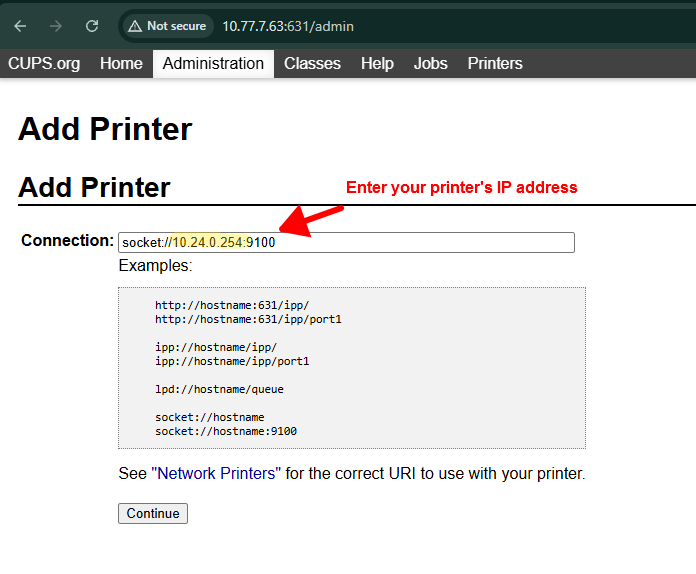 Not secure 10.77.7.63:631/admin
CUPS.org Home Administration Classes Help Jobs Printers
Add Printer
Add Printer
Enter your printer's IP address
Connection: socket://10.24.0.254:9100
Examples:
http://hostname:631/ipp/
http://hostname:631/ipp/port1
ipp://hostname/ipp/
ipp://hostname/ipp/port1
lpd://hostname/queue
socket://hostname
socket://hostname:9100
See "Network Printers" for the correct URI to use with your printer.
Continue